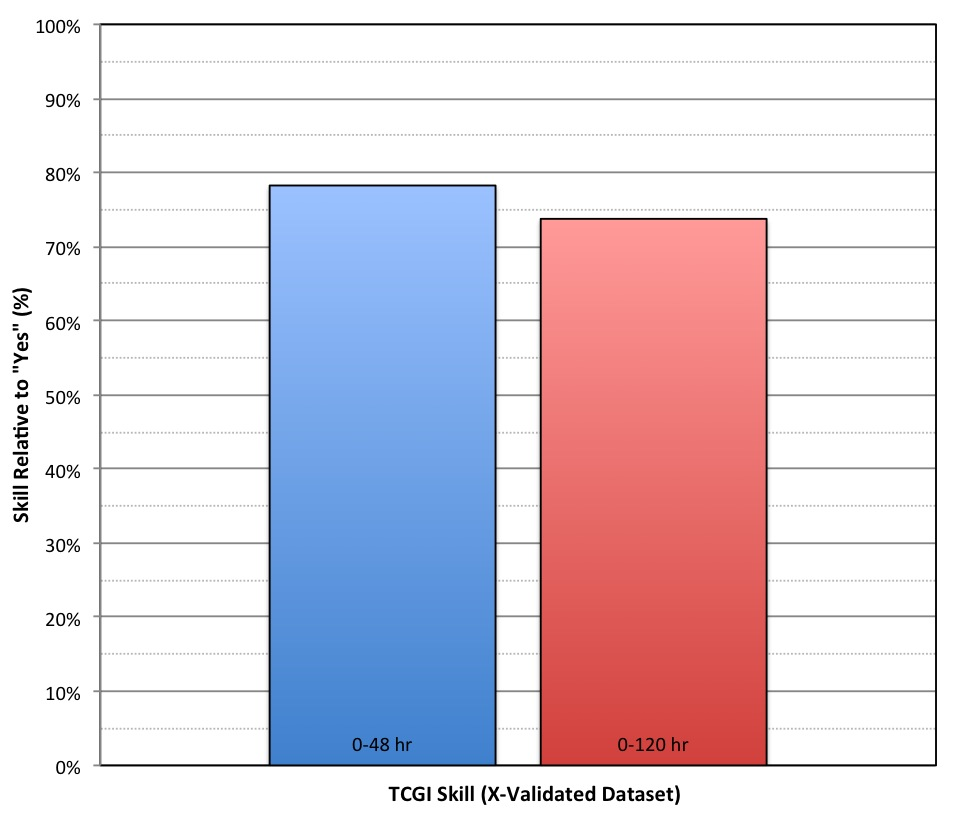 100%
90%
80%
70%
60%
50%
40%
30%
20%
10%
0%
Skill Relative to "Yes" (%)
0-48 hr
0-120 hr
TCGI Skill (X-Validated Dataset)